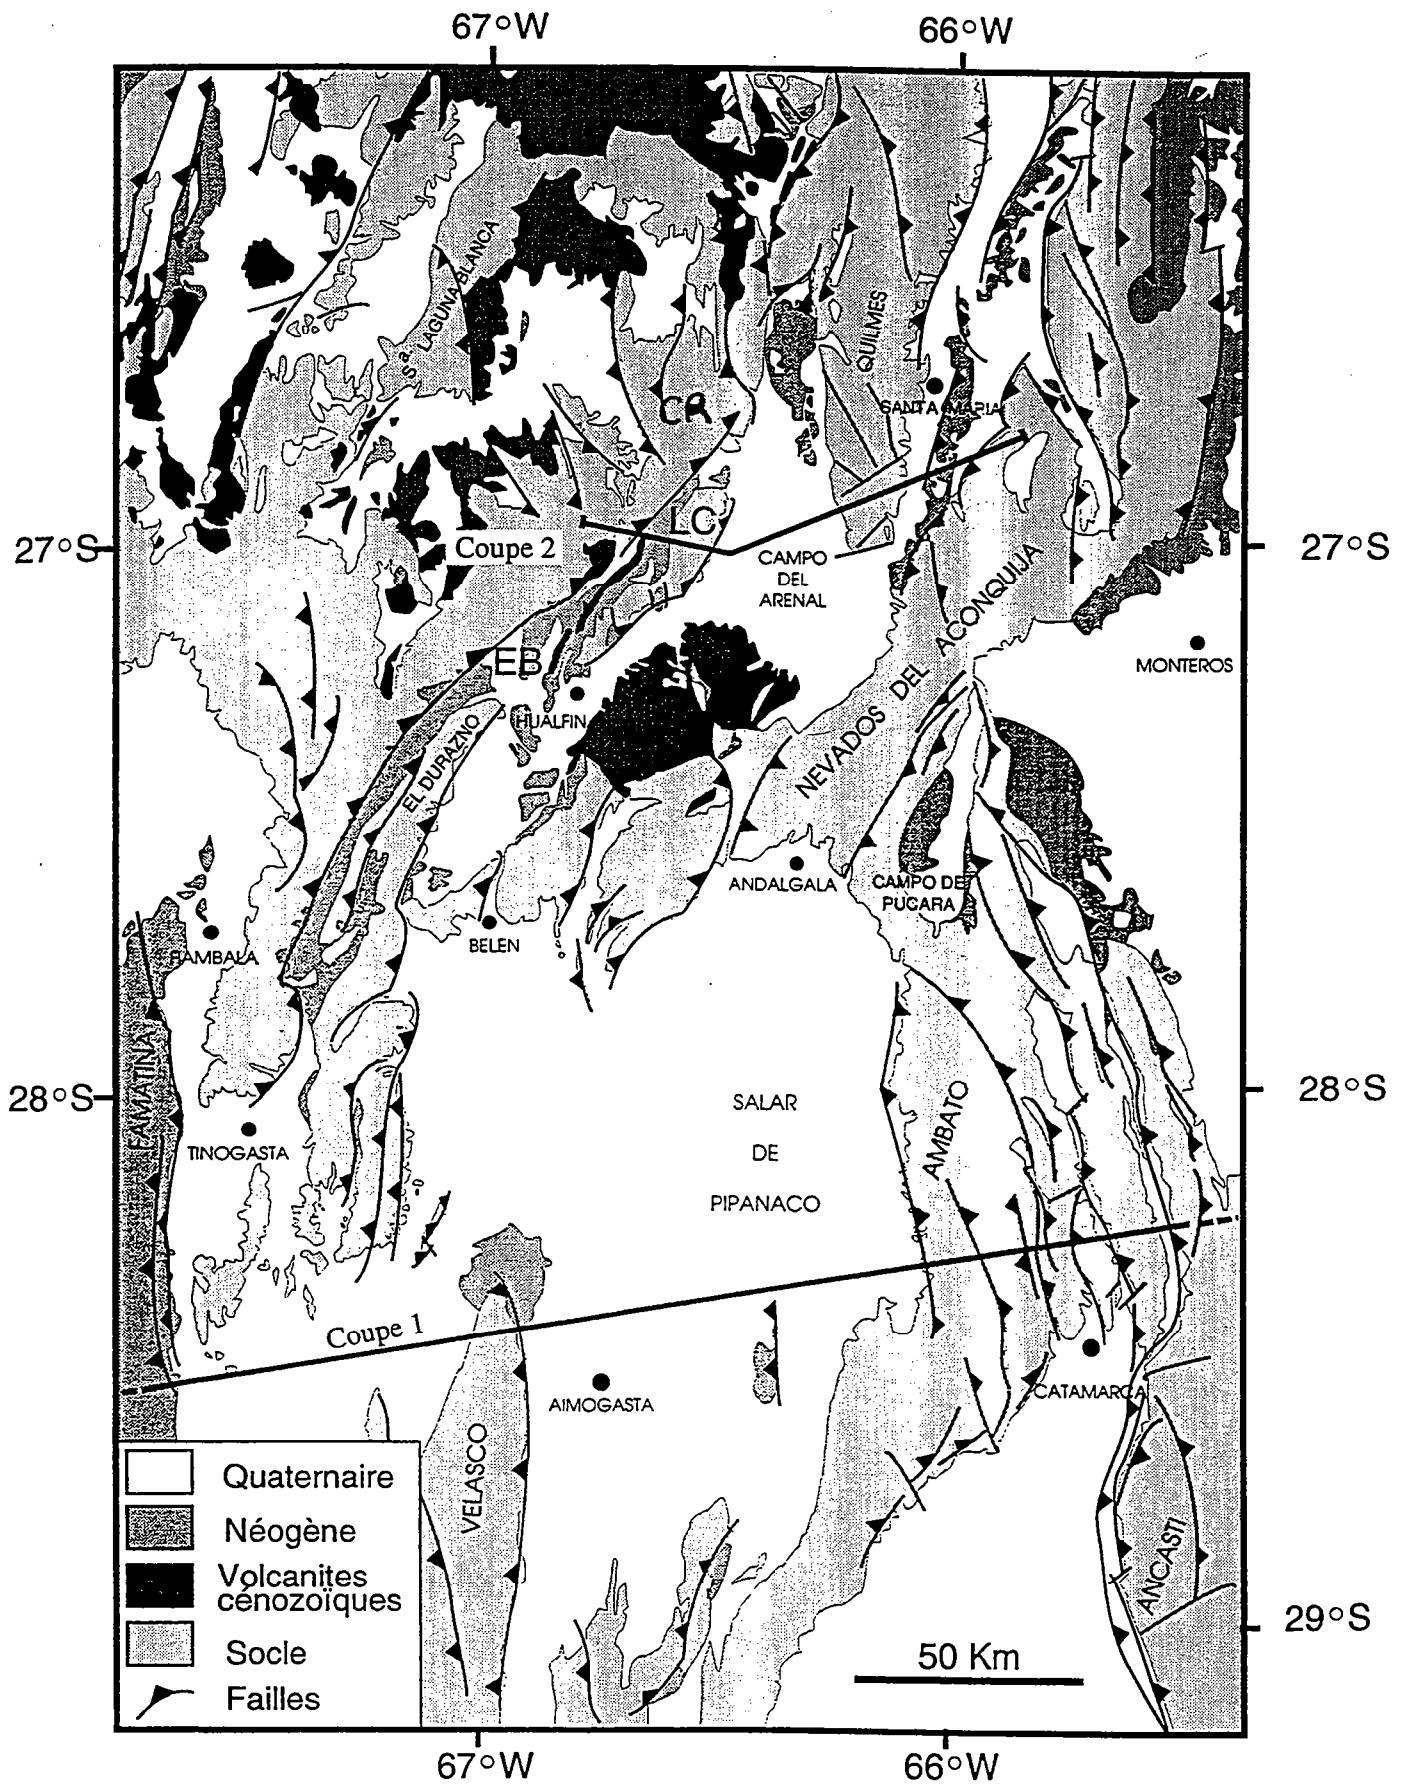 67°W
66°W
Sª. LAGUNA BLANCA
QUILMES
SANTA MARIA
CR
LC
27°S
Coupe 2
27°S
CAMPO
DEL
ARENAL
NEVADOS DEL ACONQUIJA
MONTEROS
EB
HUALFIN
EL DURAZNO
ANDALGALA
CAMPO DE
PUCARA
BELEN
FIAMBALA
FAMATINA
28°S
28°S
TINOGASTA
SALAR
DE
PIPANACO
AMBATO
Coupe 1
AIMOGASTA
CATAMARCA
VELASCO
ANCASTI
Quaternaire
Néogène
Volcanites
cénozoïques
Socle
Failles
50 Km
29°S
67°W
66°W